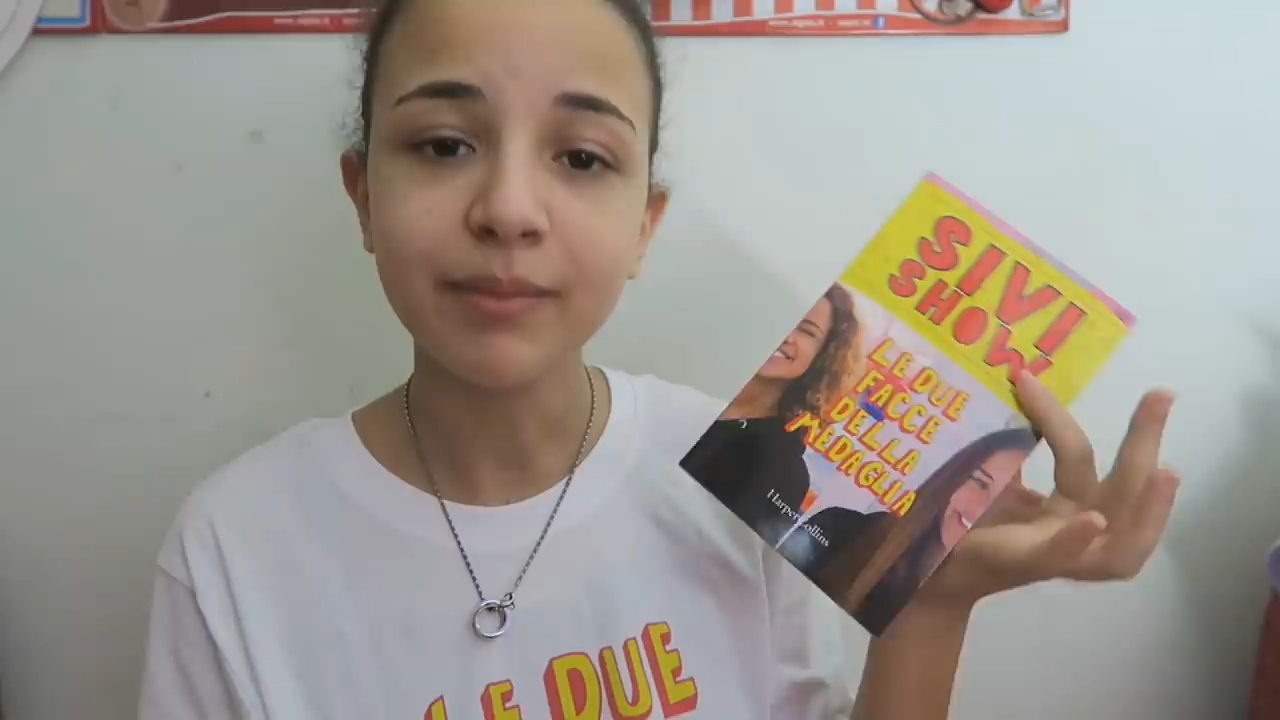 SIVI
SHOW
LE DUE
FACCE
DELLA
MEDAGLIA
HarperCollins
LE DUE